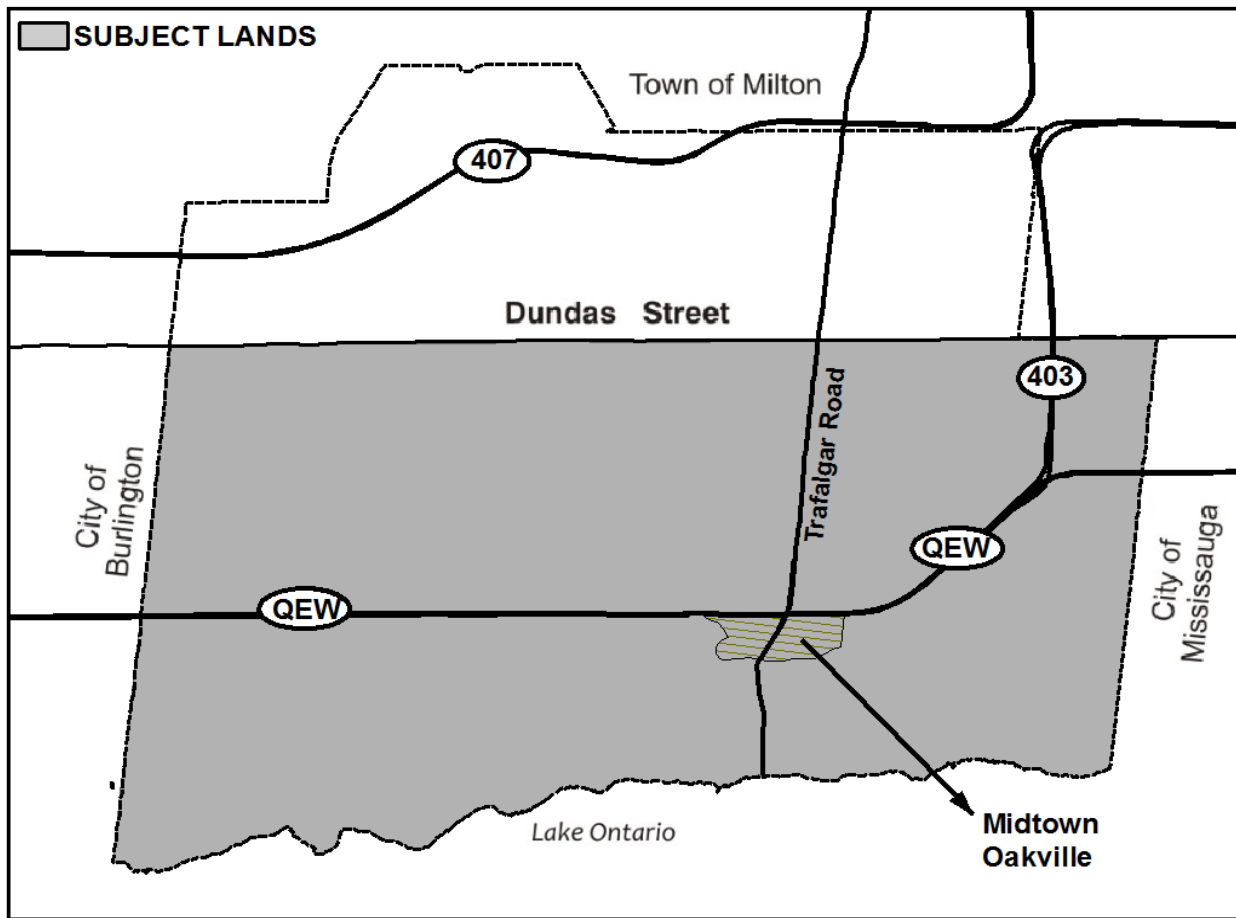 SUBJECT LANDS
Town of Milton
407
Dundas Street
403
Trafalgar Road
City of
Burlington
QEW
QEW
City of
Mississauga
Midtown
Oakville
Lake Ontario